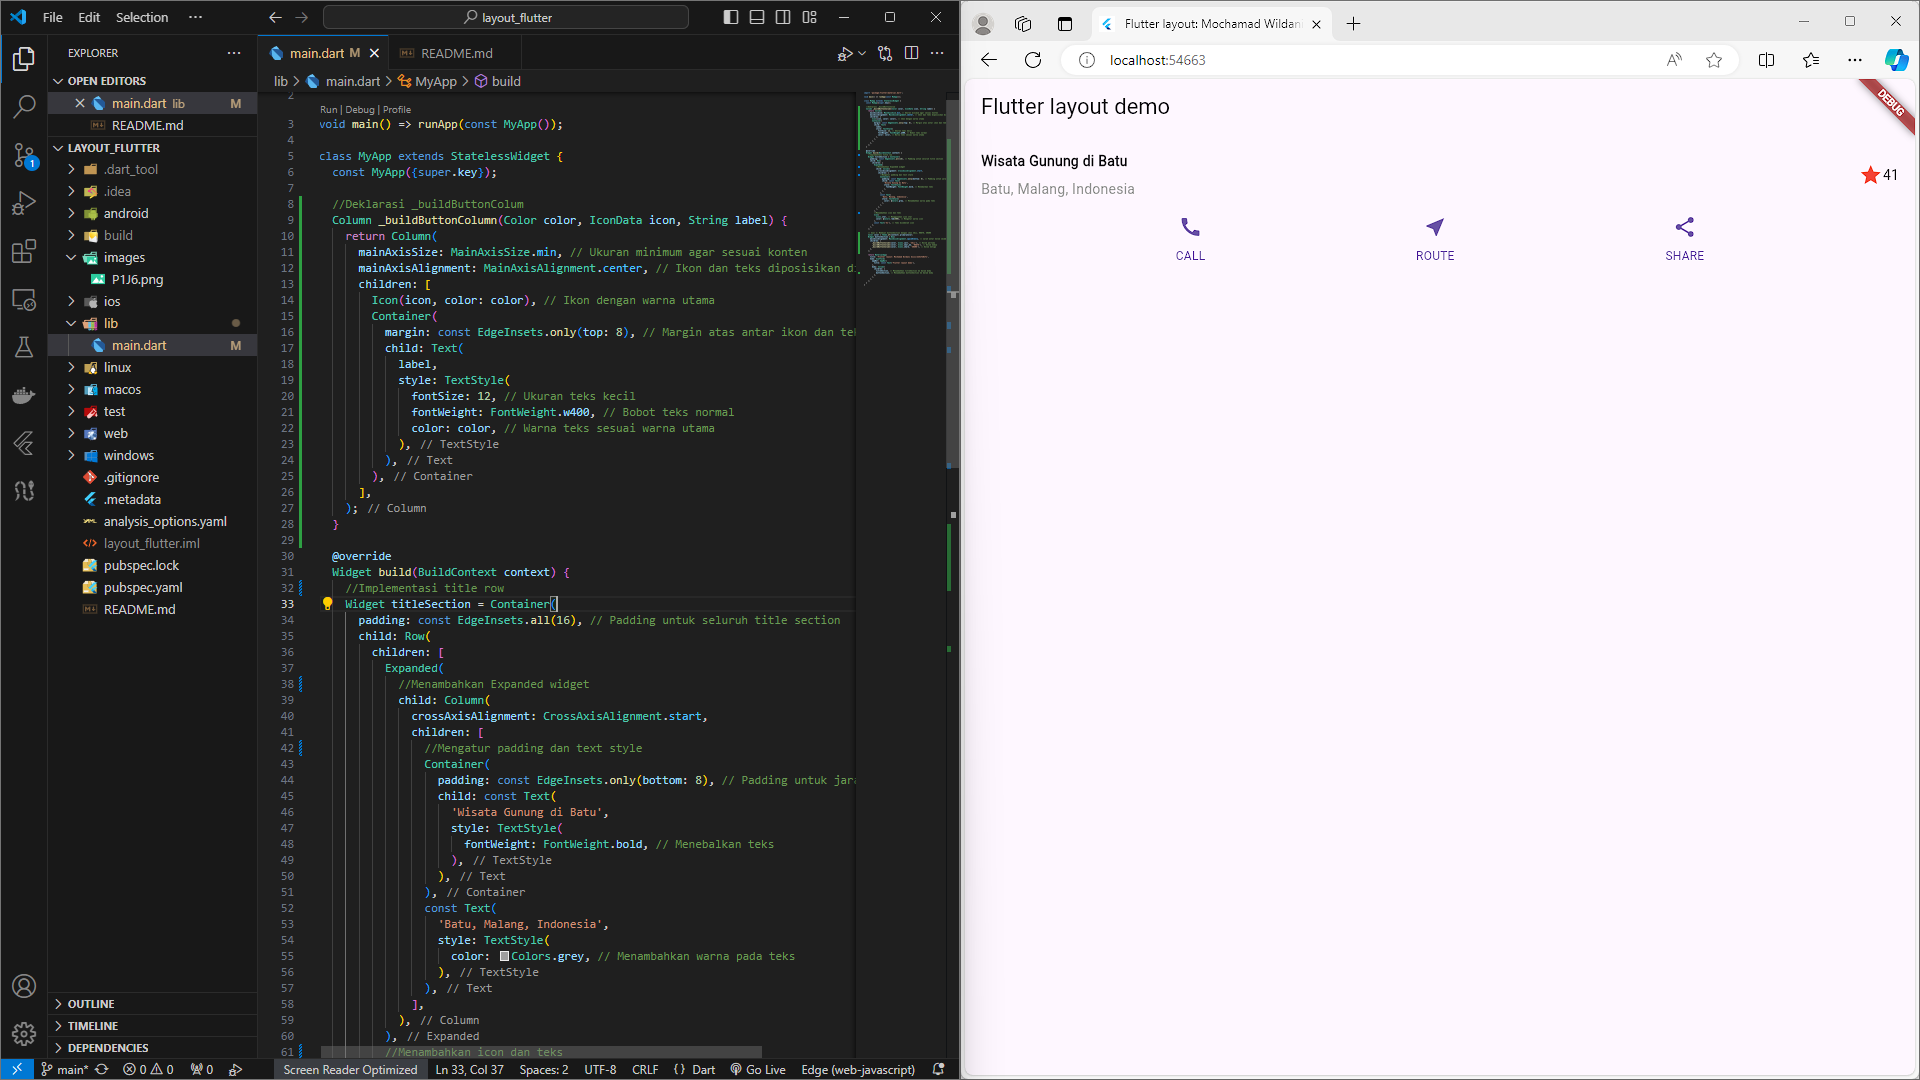 File Edit Selection ···
layout_flutter
EXPLORER
OPEN EDITORS
main.dart lib M
README.md
LAYOUT_FLUTTER
.dart_tool
.idea
android
build
images
P1J6.png
ios
lib
main.dart M
linux
macos
test
web
windows
.gitignore
.metadata
analysis_options.yaml
layout_flutter.iml
pubspec.lock
pubspec.yaml
README.md
OUTLINE
TIMELINE
DEPENDENCIES
main.dart M
README.md
lib > main.dart > MyApp > build
2
Run | Debug | Profile
3 void main() => runApp(const MyApp());
4
5 class MyApp extends StatelessWidget {
6 const MyApp({super.key});
7
8 //Deklarasi _buildButtonColum
9 Column _buildButtonColumn(Color color, IconData icon, String label) {
10 return Column(
11 mainAxisSize: MainAxisSize.min, // Ukuran minimum agar sesuai konten
12 mainAxisAlignment: MainAxisAlignment.center, // Ikon dan teks diposisikan di
13 children: [
14 Icon(icon, color: color), // Ikon dengan warna utama
15 Container(
16 margin: const EdgeInsets.only(top: 8), // Margin atas antar ikon dan tek
17 child: Text(
18 label,
19 style: TextStyle(
20 fontSize: 12, // Ukuran teks kecil
21 fontWeight: FontWeight.w400, // Bobot teks normal
22 color: color, // Warna teks sesuai warna utama
23 ), // TextStyle
24 ), // Text
25 ), // Container
26 ],
27 ); // Column
28 }
29
30 @override
31 Widget build(BuildContext context) {
32 //Implementasi title row
33 Widget titleSection = Container(
34 padding: const EdgeInsets.all(16), // Padding untuk seluruh title section
35 child: Row(
36 children: [
37 Expanded(
38 //Menambahkan Expanded widget
39 child: Column(
40 crossAxisAlignment: CrossAxisAlignment.start,
41 children: [
42 //Mengatur padding dan text style
43 Container(
44 padding: const EdgeInsets.only(bottom: 8), // Padding untuk jara
45 child: const Text(
46 'Wisata Gunung di Batu',
47 style: TextStyle(
48 fontWeight: FontWeight.bold, // Menebalkan teks
49 ), // TextStyle
50 ), // Text
51 ), // Container
52 const Text(
53 'Batu, Malang, Indonesia',
54 style: TextStyle(
55 color: Colors.grey, // Menambahkan warna pada teks
56 ), // TextStyle
57 ), // Text
58 ],
59 ), // Column
60 ), // Expanded
61 //Menambahkan icon dan teks
main* 0 0 0 Screen Reader Optimized Ln 33, Col 37 Spaces: 2 UTF-8 CRLF {} Dart Go Live Edge (web-javascript)
1
Flutter layout: Mochamad Wildan
localhost:54663
Flutter layout demo
DEBUG
Wisata Gunung di Batu
Batu, Malang, Indonesia
41
CALL
ROUTE
SHARE